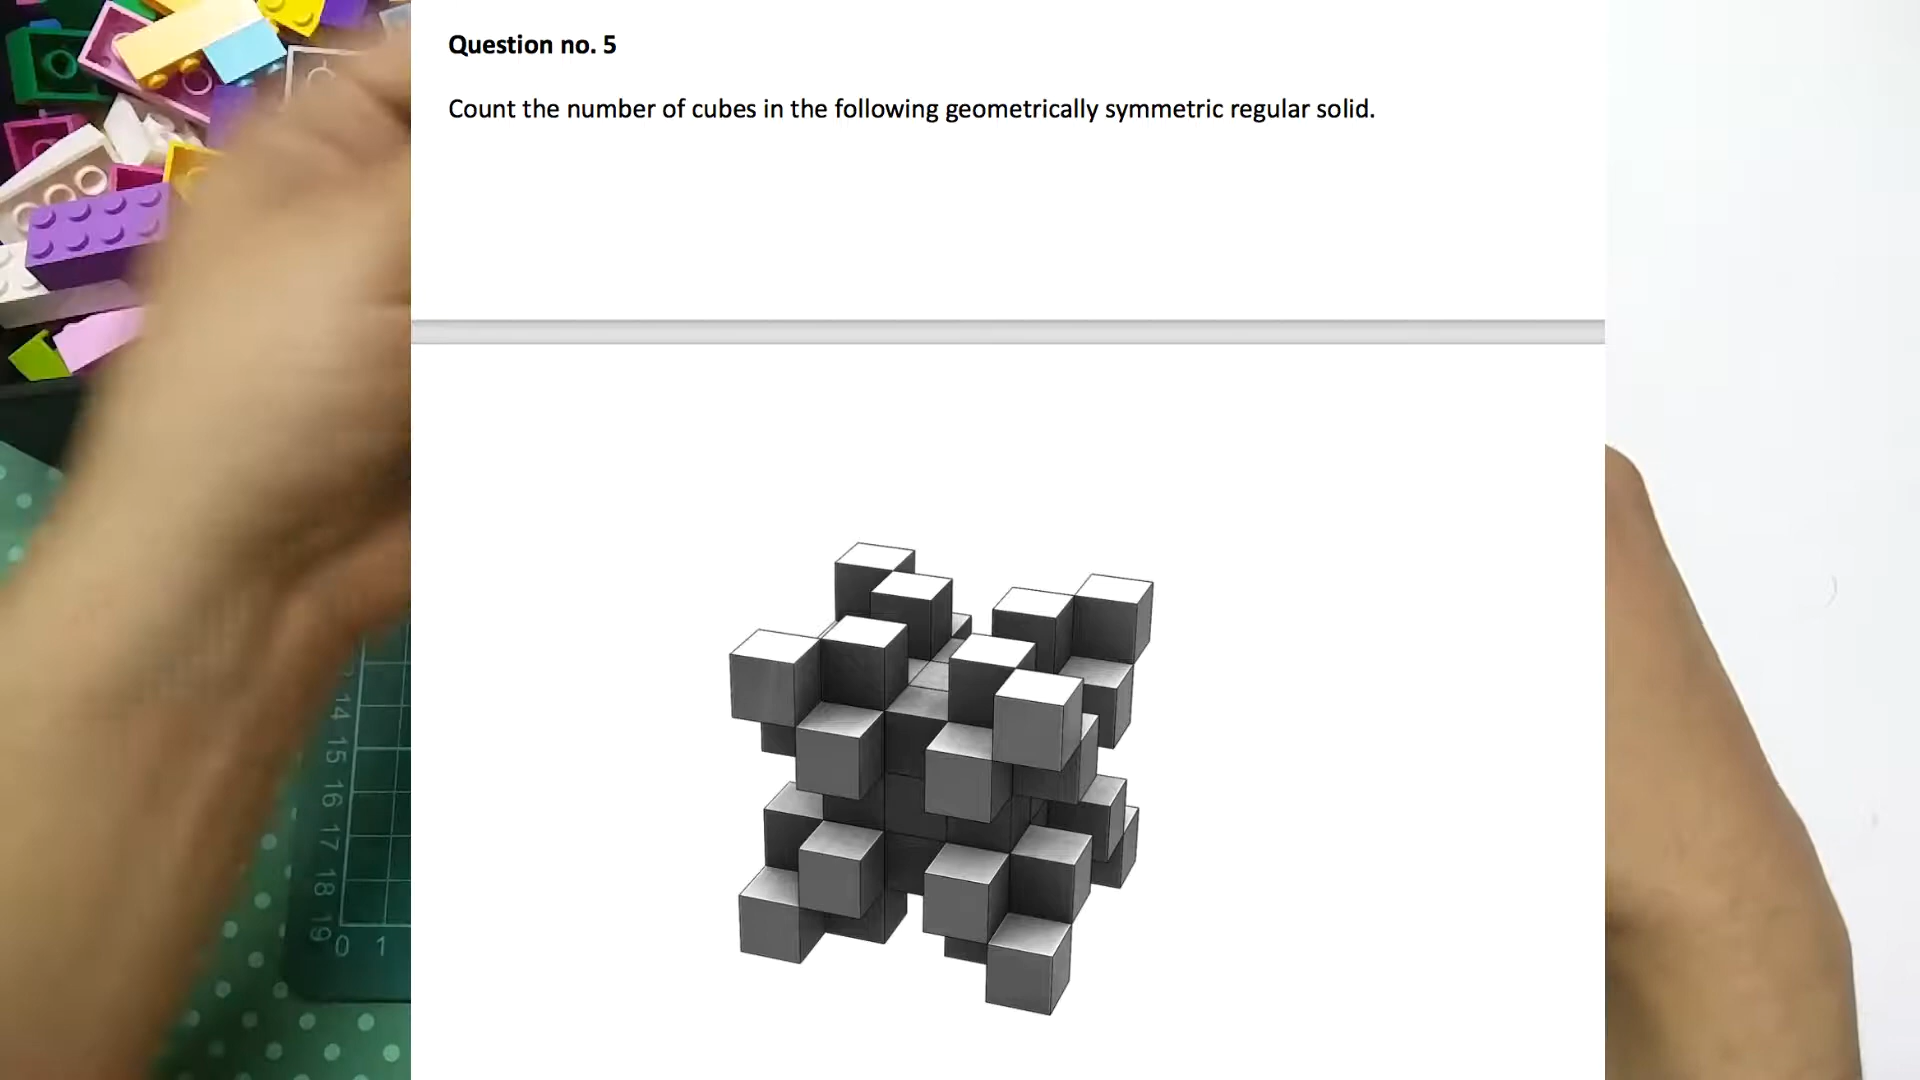 Question no. 5
Count the number of cubes in the following geometrically symmetric regular solid.
14 15 16 17 18 19
0 1